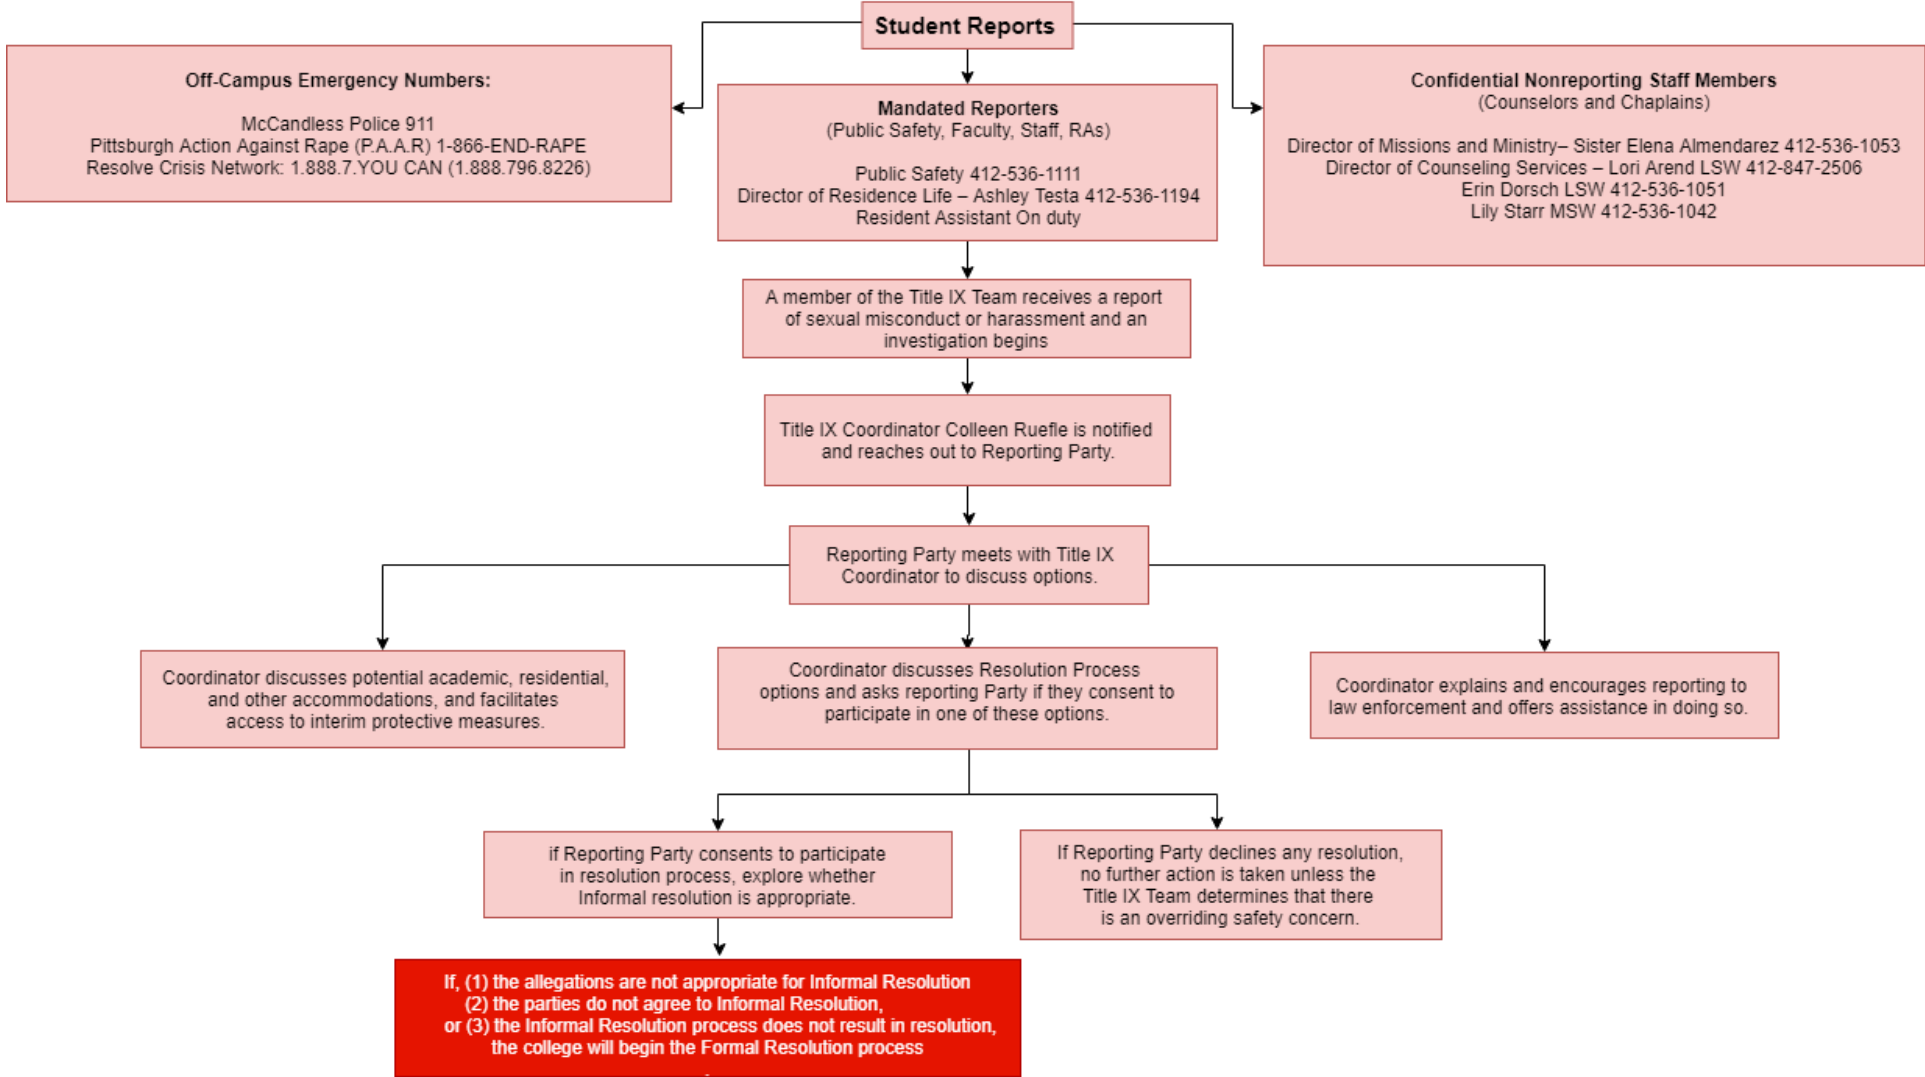 Student Reports
Off-Campus Emergency Numbers:
McCandless Police 911
Pittsburgh Action Against Rape (P.A.A.R) 1-866-END-RAPE
Resolve Crisis Network: 1.888.7.YOU CAN (1.888.796.8226)
Mandated Reporters
(Public Safety, Faculty, Staff, RAs)
Public Safety 412-536-1111
Director of Residence Life – Ashley Testa 412-536-1194
Resident Assistant On duty
Confidential Nonreporting Staff Members
(Counselors and Chaplains)
Director of Missions and Ministry– Sister Elena Almendarez 412-536-1053
Director of Counseling Services – Lori Arend LSW 412-847-2506
Erin Dorsch LSW 412-536-1051
Lily Starr MSW 412-536-1042
A member of the Title IX Team receives a report
of sexual misconduct or harassment and an
investigation begins
Title IX Coordinator Colleen Ruefle is notified
and reaches out to Reporting Party.
Reporting Party meets with Title IX
Coordinator to discuss options.
Coordinator discusses potential academic, residential,
and other accommodations, and facilitates
access to interim protective measures.
Coordinator discusses Resolution Process
options and asks reporting Party if they consent to
participate in one of these options.
Coordinator explains and encourages reporting to
law enforcement and offers assistance in doing so.
if Reporting Party consents to participate
in resolution process, explore whether
Informal resolution is appropriate.
If Reporting Party declines any resolution,
no further action is taken unless the
Title IX Team determines that there
is an overriding safety concern.
If, (1) the allegations are not appropriate for Informal Resolution
(2) the parties do not agree to Informal Resolution,
or (3) the Informal Resolution process does not result in resolution,
the college will begin the Formal Resolution process